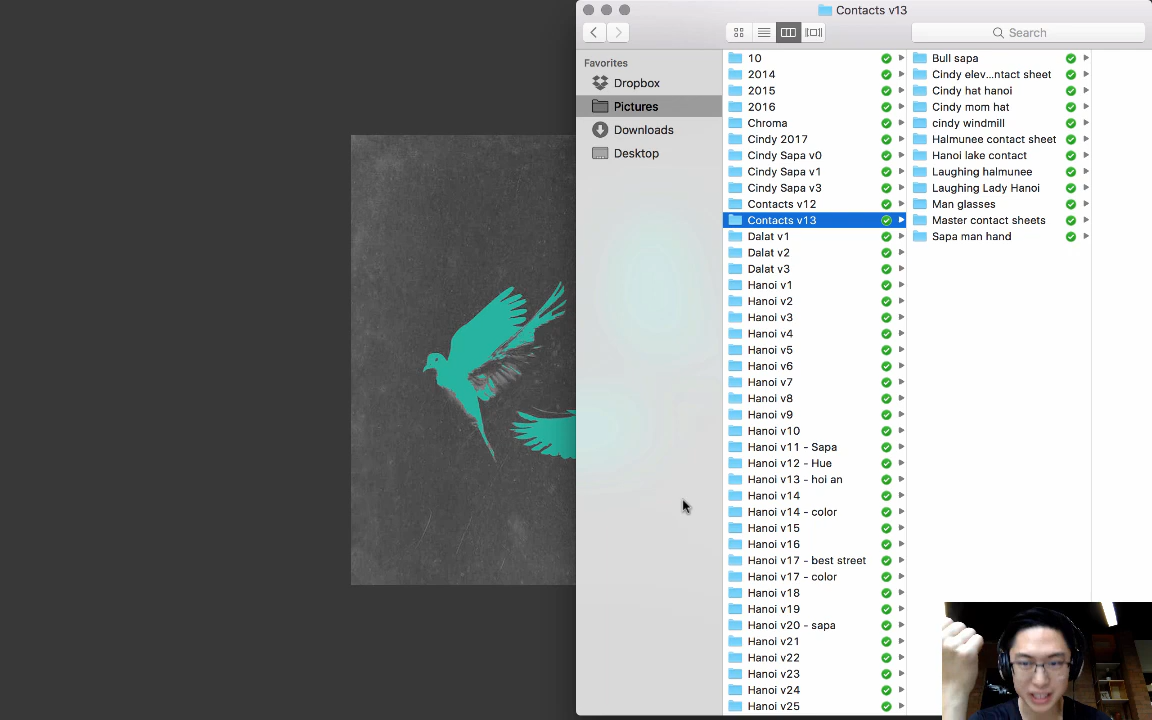 Contacts v13
Search
Favorites
Dropbox
Pictures
Downloads
Desktop
10
2014
2015
2016
Chroma
Cindy 2017
Cindy Sapa v0
Cindy Sapa v1
Cindy Sapa v3
Contacts v12
Contacts v13
Dalat v1
Dalat v2
Dalat v3
Hanoi v1
Hanoi v2
Hanoi v3
Hanoi v4
Hanoi v5
Hanoi v6
Hanoi v7
Hanoi v8
Hanoi v9
Hanoi v10
Hanoi v11 - Sapa
Hanoi v12 - Hue
Hanoi v13 - hoi an
Hanoi v14
Hanoi v14 - color
Hanoi v15
Hanoi v16
Hanoi v17 - best street
Hanoi v17 - color
Hanoi v18
Hanoi v19
Hanoi v20 - sapa
Hanoi v21
Hanoi v22
Hanoi v23
Hanoi v24
Hanoi v25
Bull sapa
Cindy elev...ntact sheet
Cindy hat hanoi
Cindy mom hat
cindy windmill
Halmunee contact sheet
Hanoi lake contact
Laughing halmunee
Laughing Lady Hanoi
Man glasses
Master contact sheets
Sapa man hand